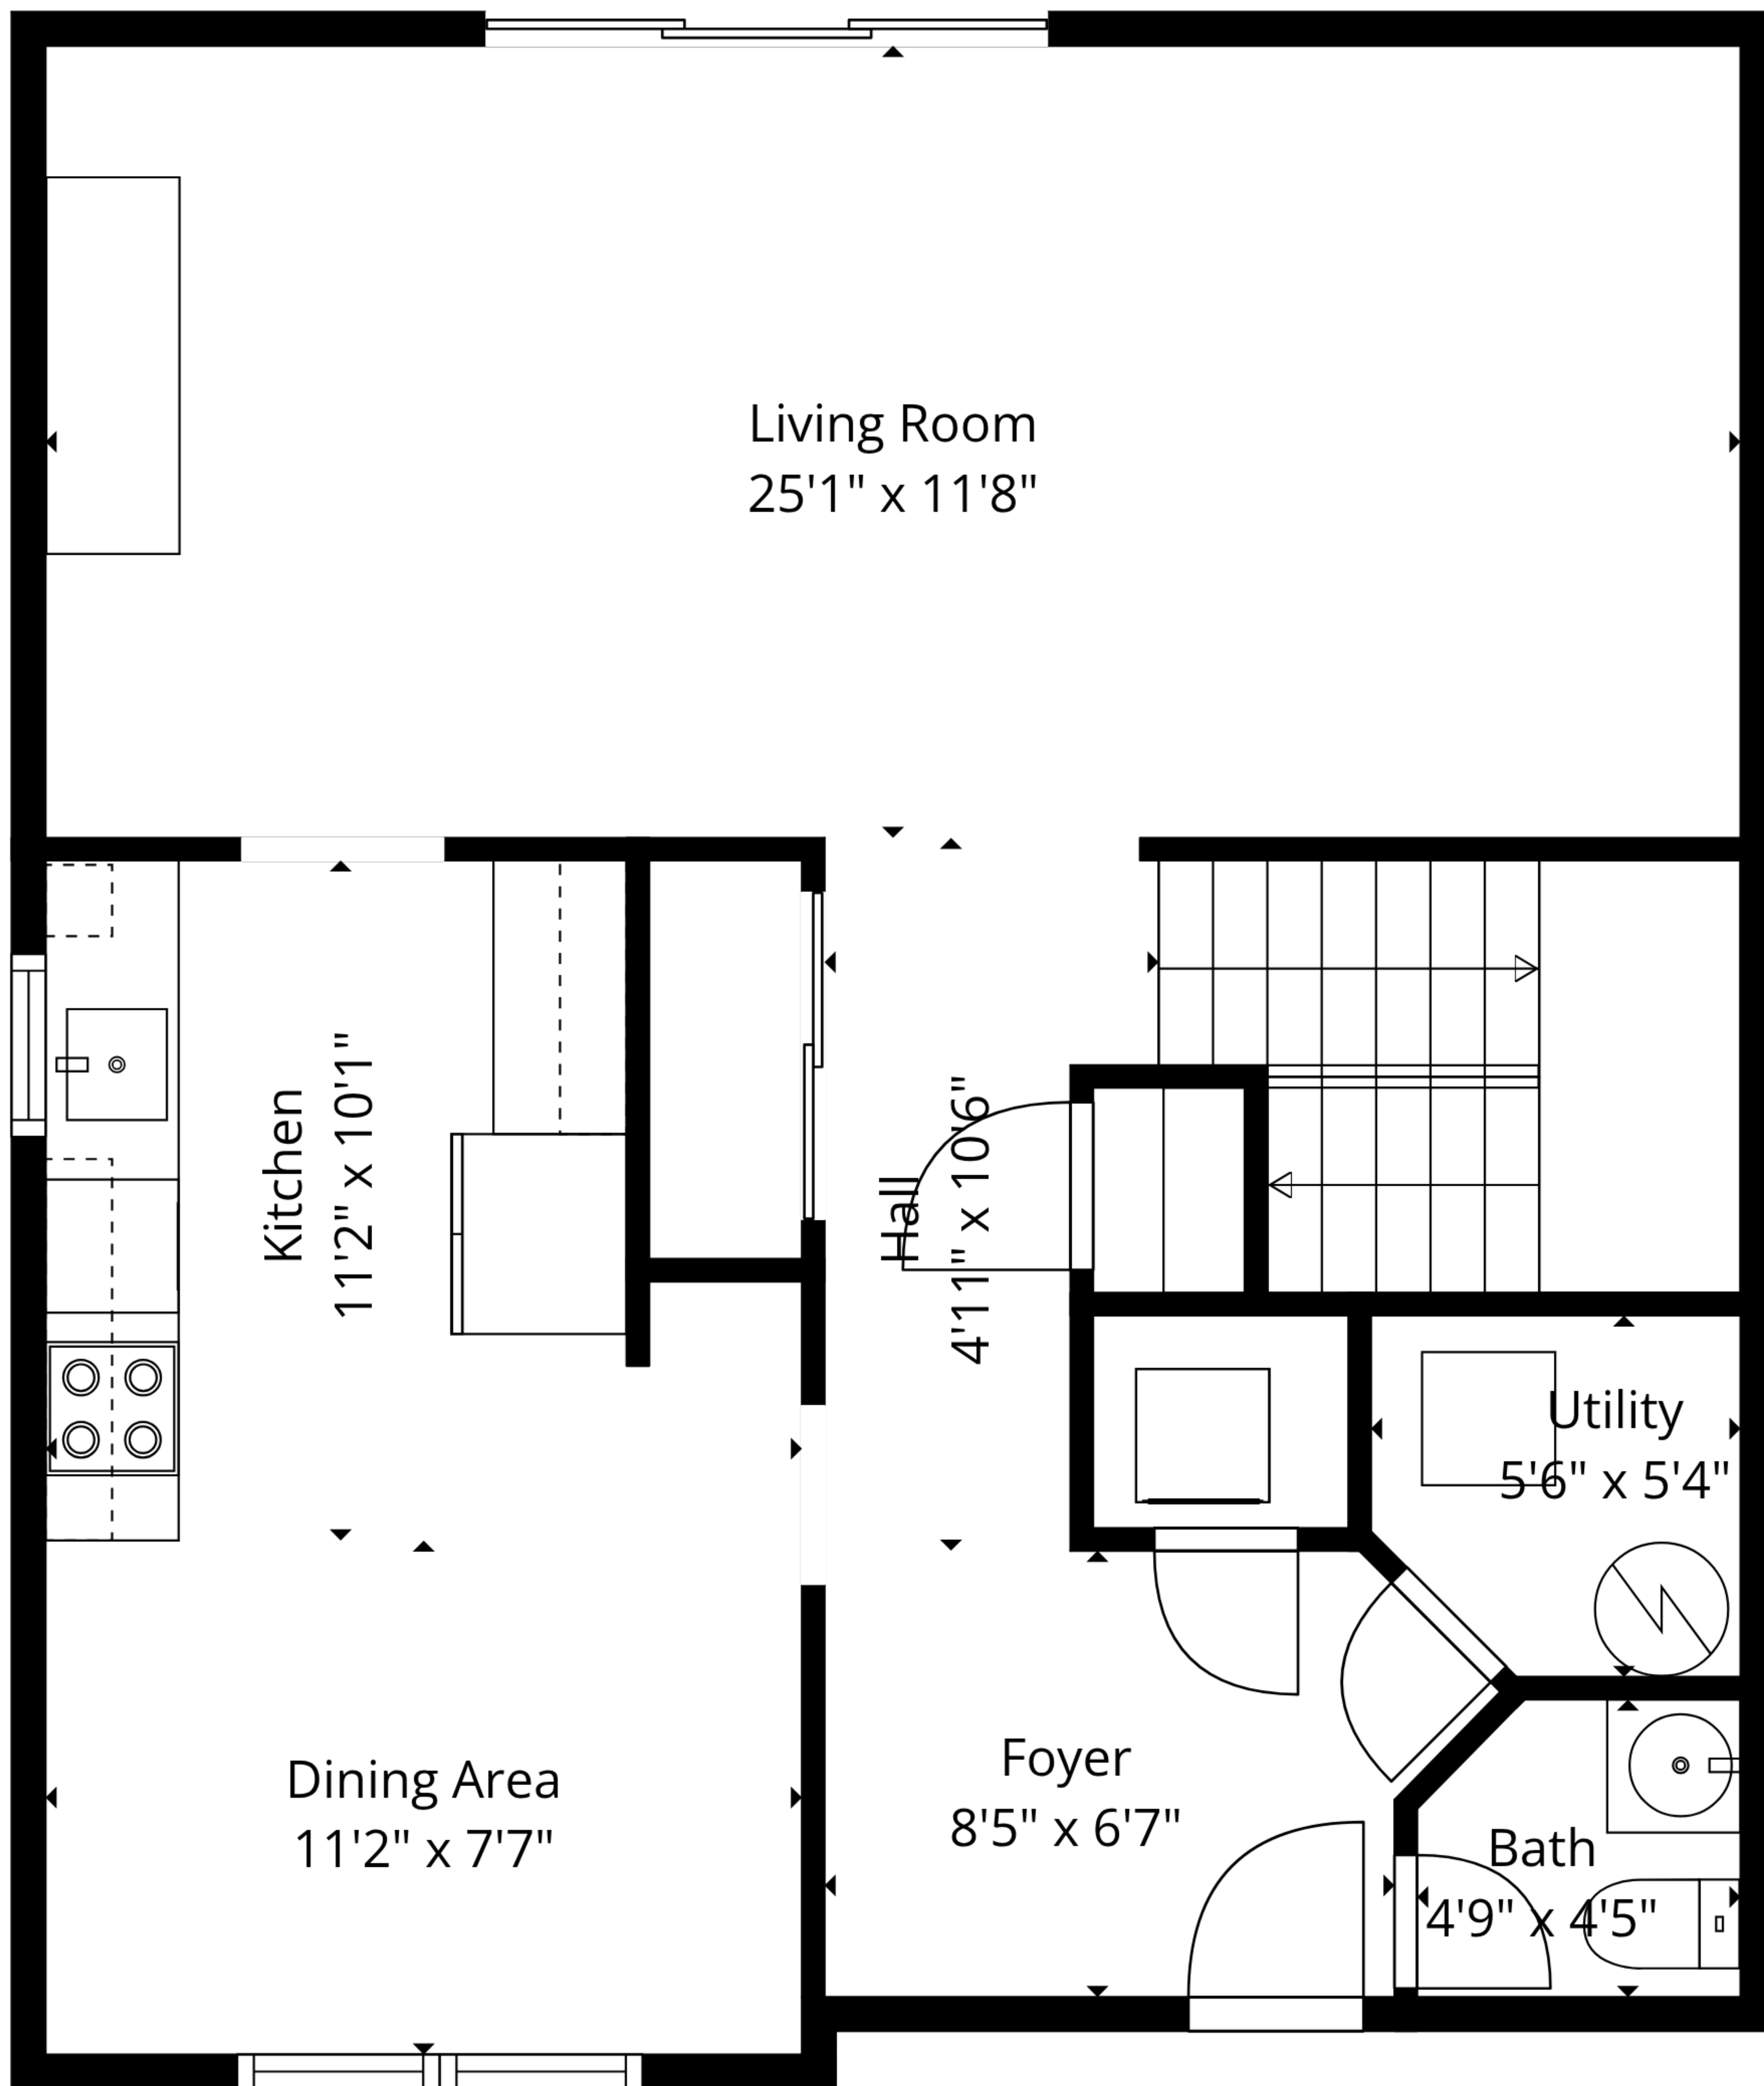 Living Room
25'1" x 11'8"
Kitchen
11'2" x 10'1"
Hall
4'11" x 10'6"
Utility
5'6" x 5'4"
Dining Area
11'2" x 7'7"
Foyer
8'5" x 6'7"
Bath
4'9" x 4'5"